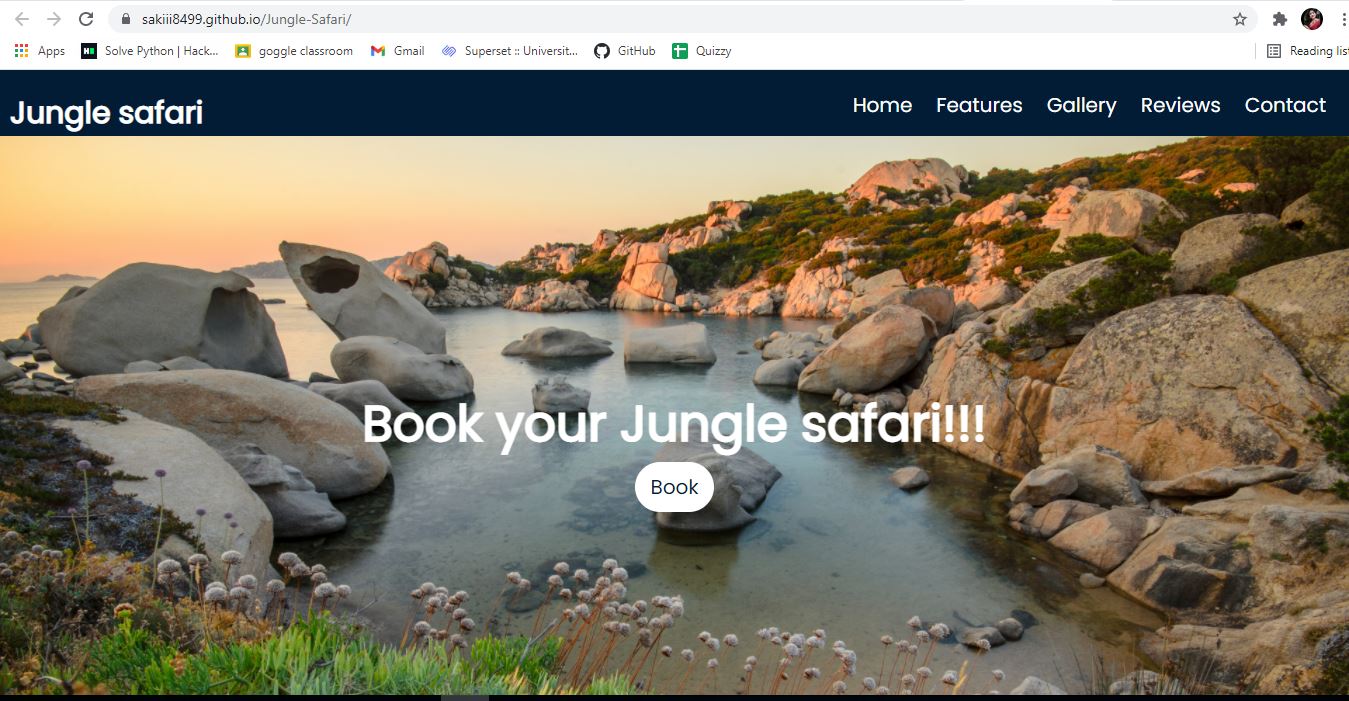 sakiii8499.github.io/Jungle-Safari/
Apps Solve Python | Hack... goggle classroom Gmail Superset :: Universit... GitHub Quizzy Reading list
Jungle safari Home Features Gallery Reviews Contact
Book your Jungle safari!!!
Book